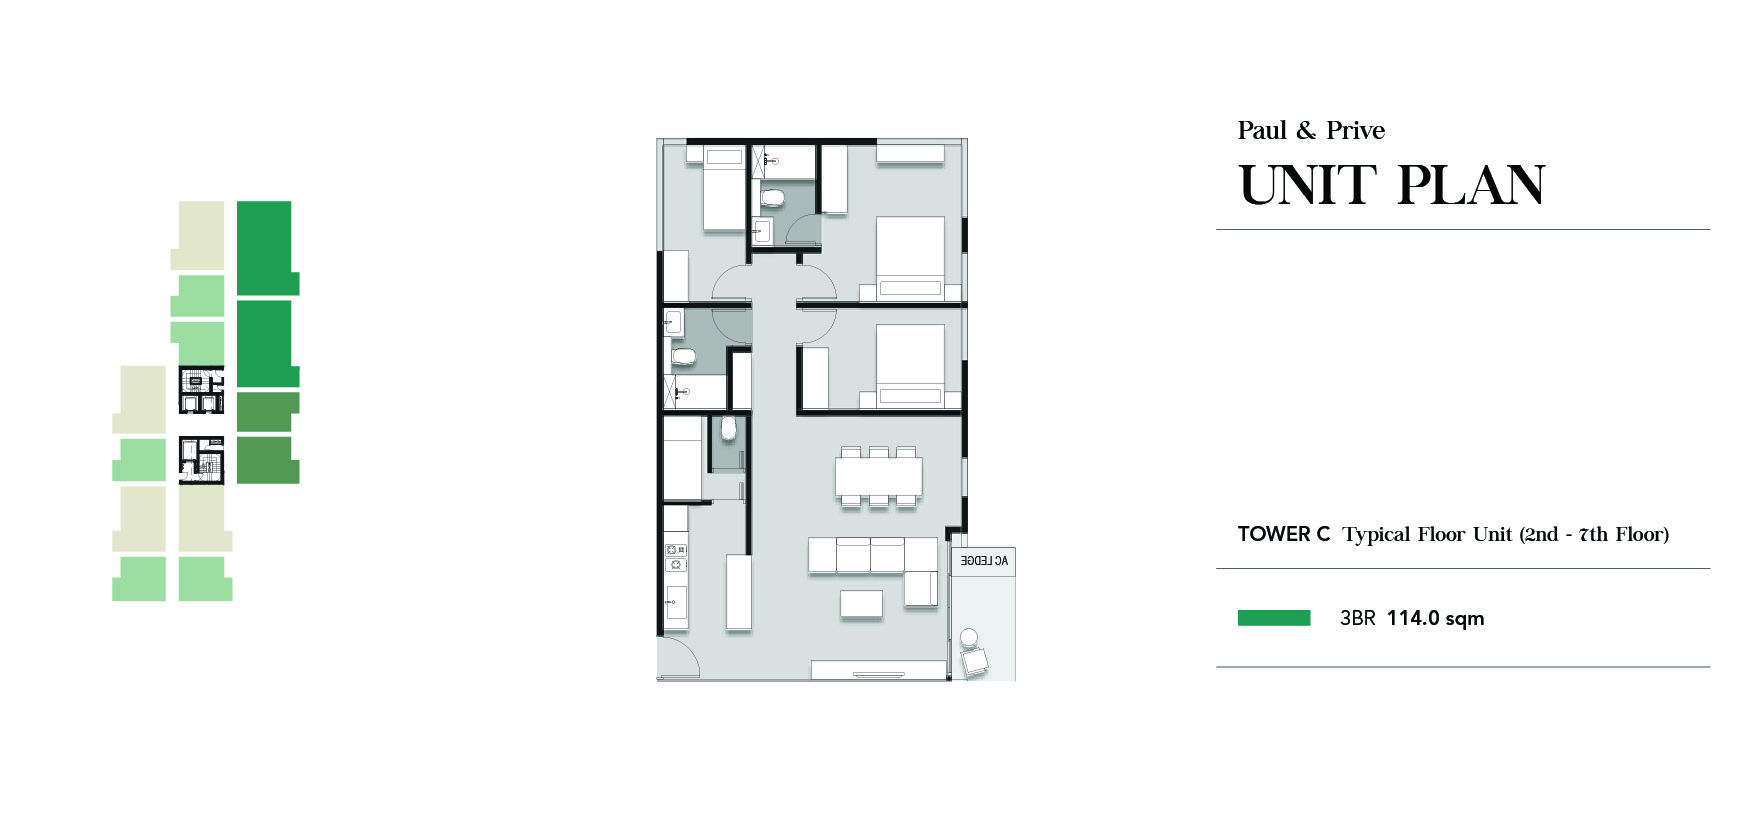 Paul & Prive
UNIT PLAN
AC LEDGE
TOWER C Typical Floor Unit (2nd - 7th Floor)
3BR 114.0 sqm